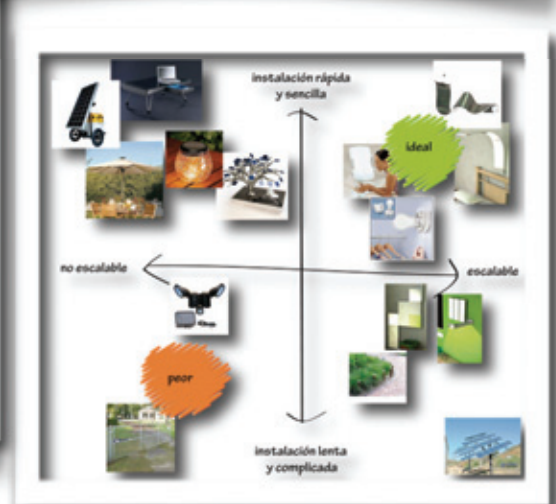 instalación rápida
y sencilla
ideal
no escalable
escalable
peor
instalación lenta
y complicada